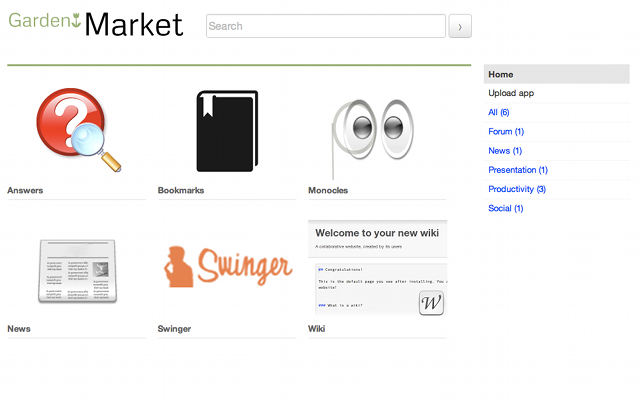 Garden Market
Search
Home
Upload app
All (6)
Forum (1)
News (1)
Presentation (1)
Productivity (3)
Social (1)
Answers
Bookmarks
Monocles
Swinger
Welcome to your new wiki
A collaborative website, created by its users.
## Congratulations!
This is the default page you see after installing. You
website!
### What is a wiki?
W
News
Swinger
Wiki